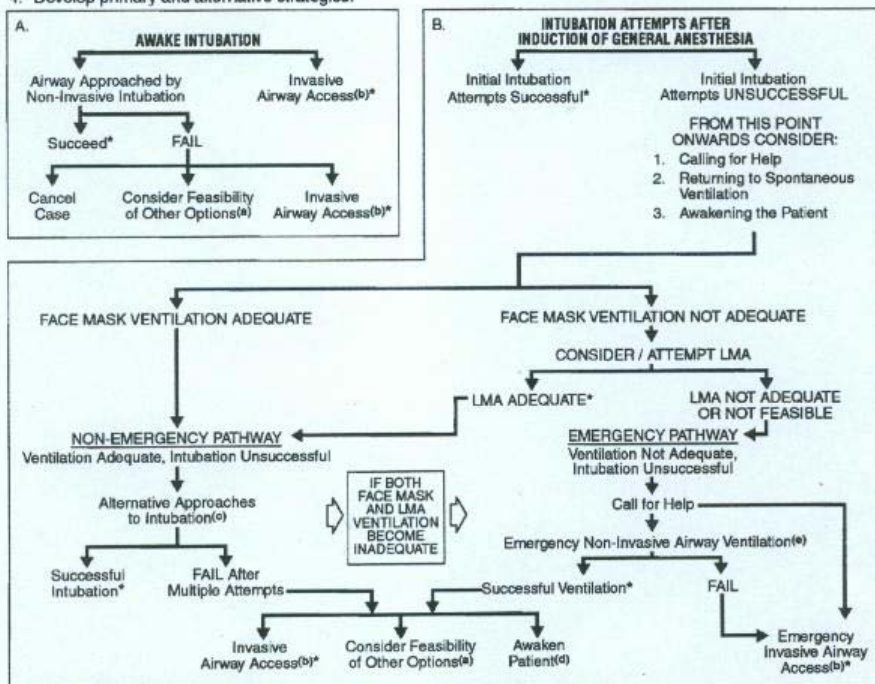 4. Develop primary and alternative strategies:
A.
AWAKE INTUBATION
Airway Approached by
Non-Invasive Intubation
Invasive
Airway Access(b)*
Succeed*
FAIL
Cancel
Case
Consider Feasibility
of Other Options(a)
Invasive
Airway Access(b)*
B.
INTUBATION ATTEMPTS AFTER
INDUCTION OF GENERAL ANESTHESIA
Initial Intubation
Attempts Successful*
Initial Intubation
Attempts UNSUCCESSFUL
FROM THIS POINT
ONWARDS CONSIDER:
1. Calling for Help
2. Returning to Spontaneous
Ventilation
3. Awakening the Patient
FACE MASK VENTILATION ADEQUATE
FACE MASK VENTILATION NOT ADEQUATE
CONSIDER / ATTEMPT LMA
LMA ADEQUATE*
LMA NOT ADEQUATE
OR NOT FEASIBLE
NON-EMERGENCY PATHWAY
Ventilation Adequate, Intubation Unsuccessful
EMERGENCY PATHWAY
Ventilation Not Adequate,
Intubation Unsuccessful
Alternative Approaches
to Intubation(c)
IF BOTH
FACE MASK
AND LMA
VENTILATION
BECOME
INADEQUATE
Call for Help
Emergency Non-Invasive Airway Ventilation(e)
Successful
Intubation*
FAIL After
Multiple Attempts
Successful Ventilation*
FAIL
Invasive
Airway Access(b)*
Consider Feasibility
of Other Options(a)
Awaken
Patient(d)
Emergency
Invasive Airway
Access(b)*